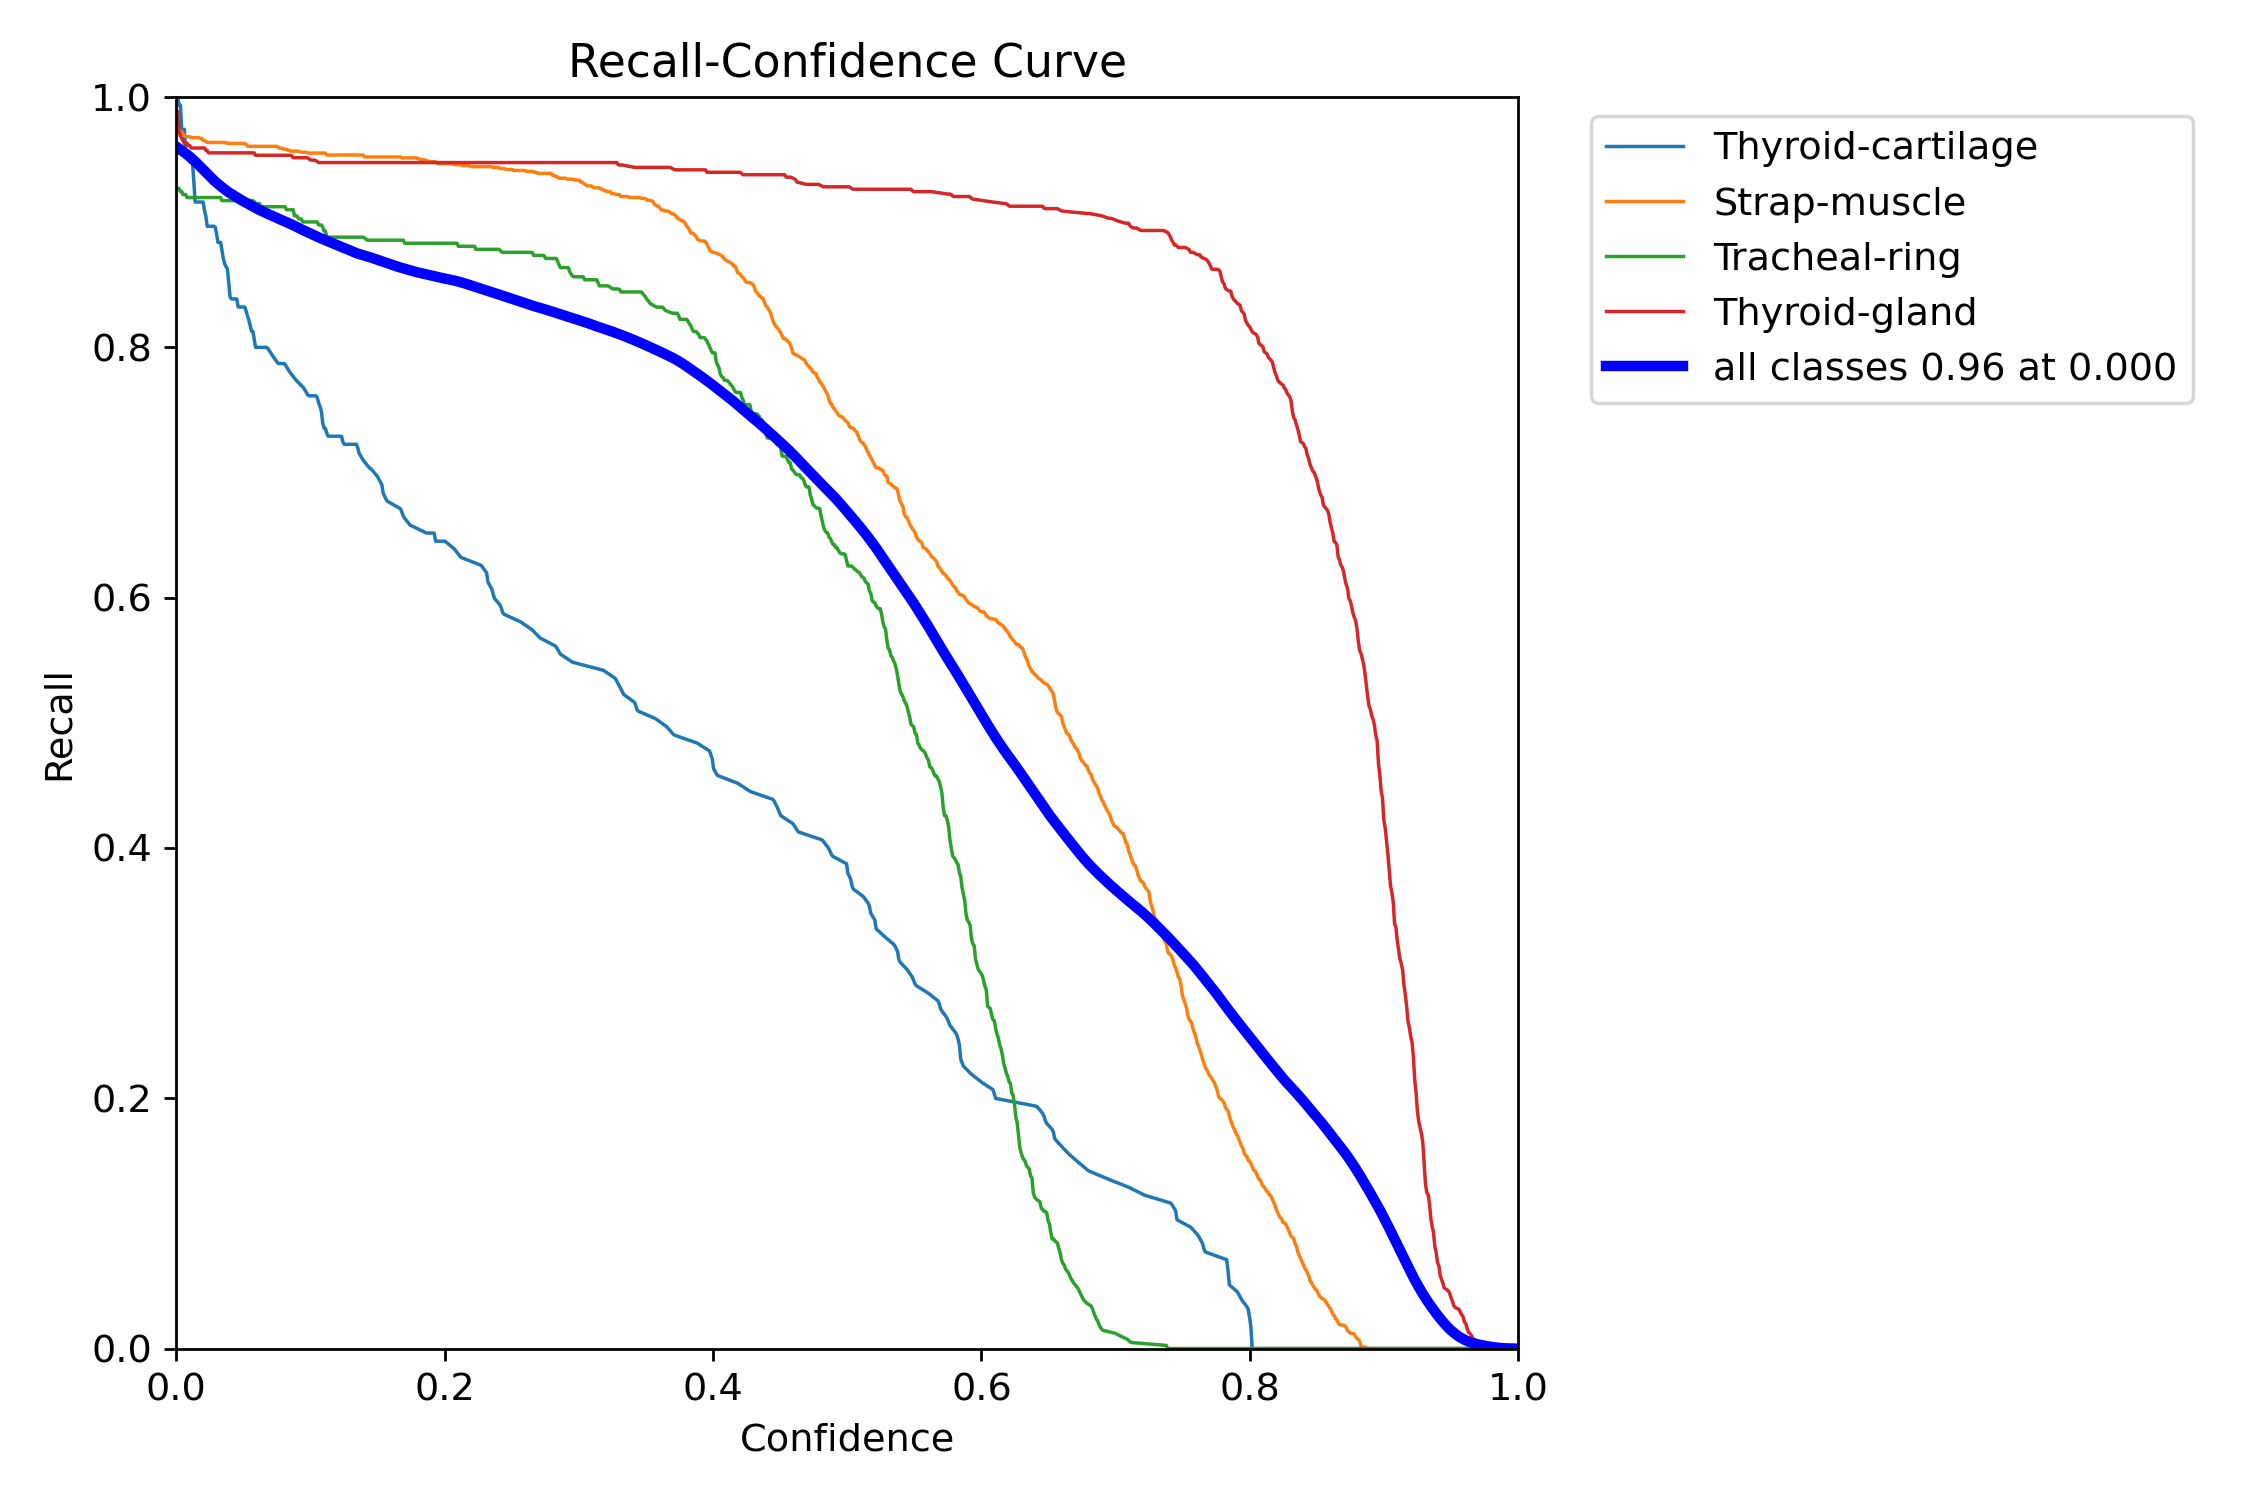 Recall-Confidence Curve
1.0
0.8
0.6
0.4
0.2
0.0
Recall
0.0 0.2 0.4 0.6 0.8 1.0
Confidence
Thyroid-cartilage
Strap-muscle
Tracheal-ring
Thyroid-gland
all classes 0.96 at 0.000